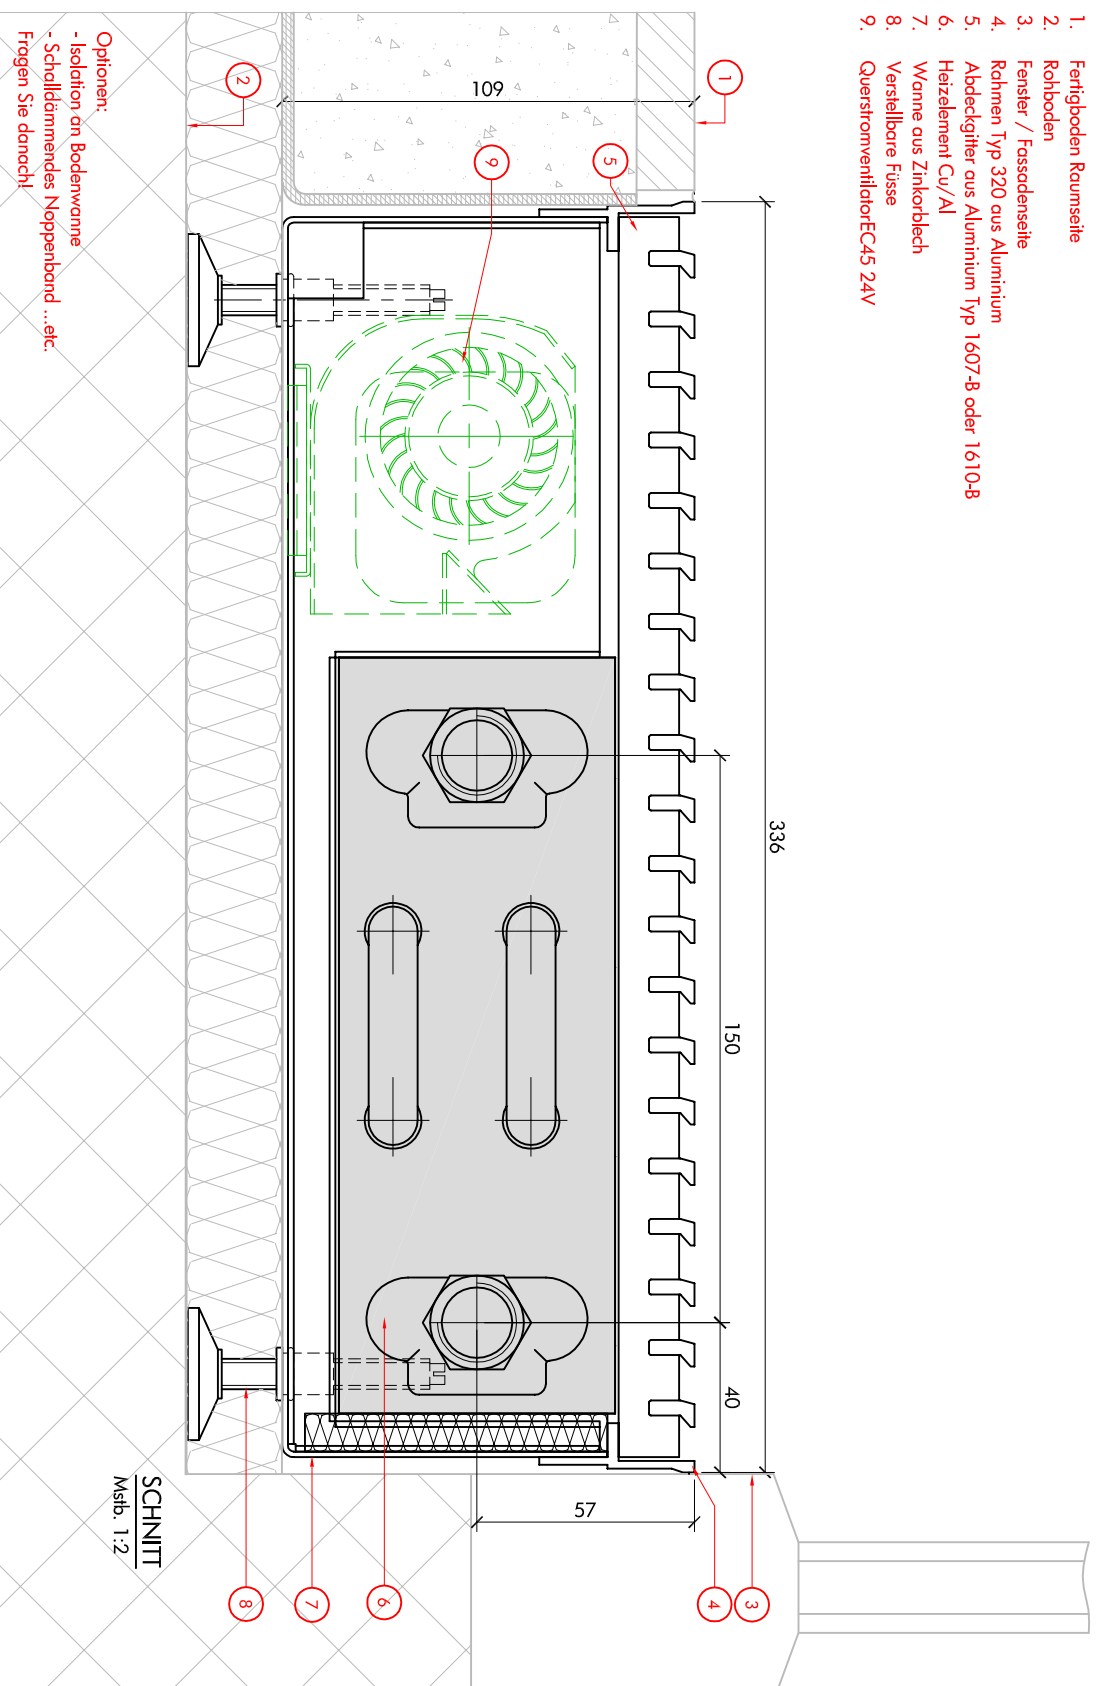 1. Fertigboden Raumseite
2. Rohboden
3. Fenster / Fassadenseite
4. Rahmen Typ 320 aus Aluminium
5. Abdeckgitter aus Aluminium Typ 1607-B oder 1610-B
6. Heizelement Cu/Al
7. Wanne aus Zinkorblech
8. Verstellbare Füsse
9. QuerstromventilatorEC45 24V
336
150
40
109
57
1
2
3
4
5
6
7
8
9
Optionen:
- Isolation an Bodenwanne
- Schalldämmendes Noppenband ...etc.
Fragen Sie danach!
SCHNITT
Mstb. 1:2